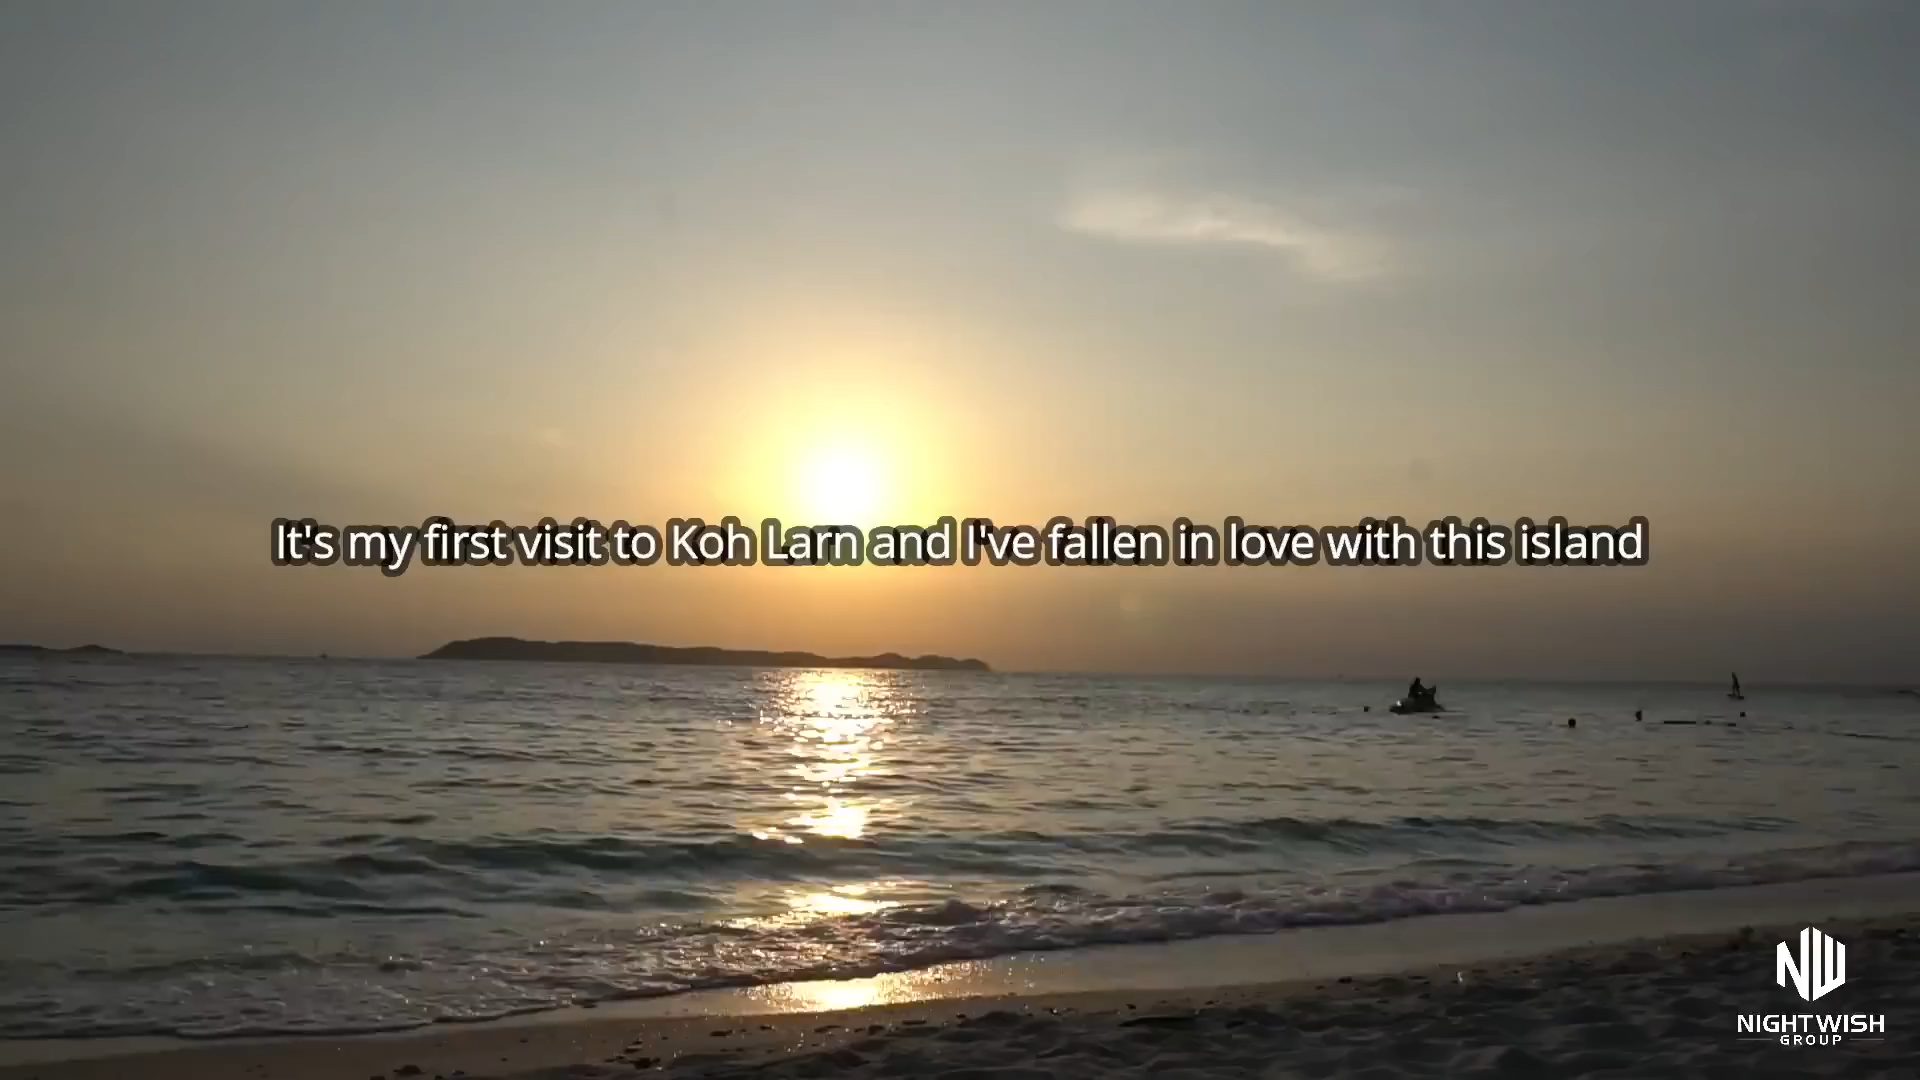 It's my first visit to Koh Larn and I've fallen in love with this island
NIGHTWISH
GROUP